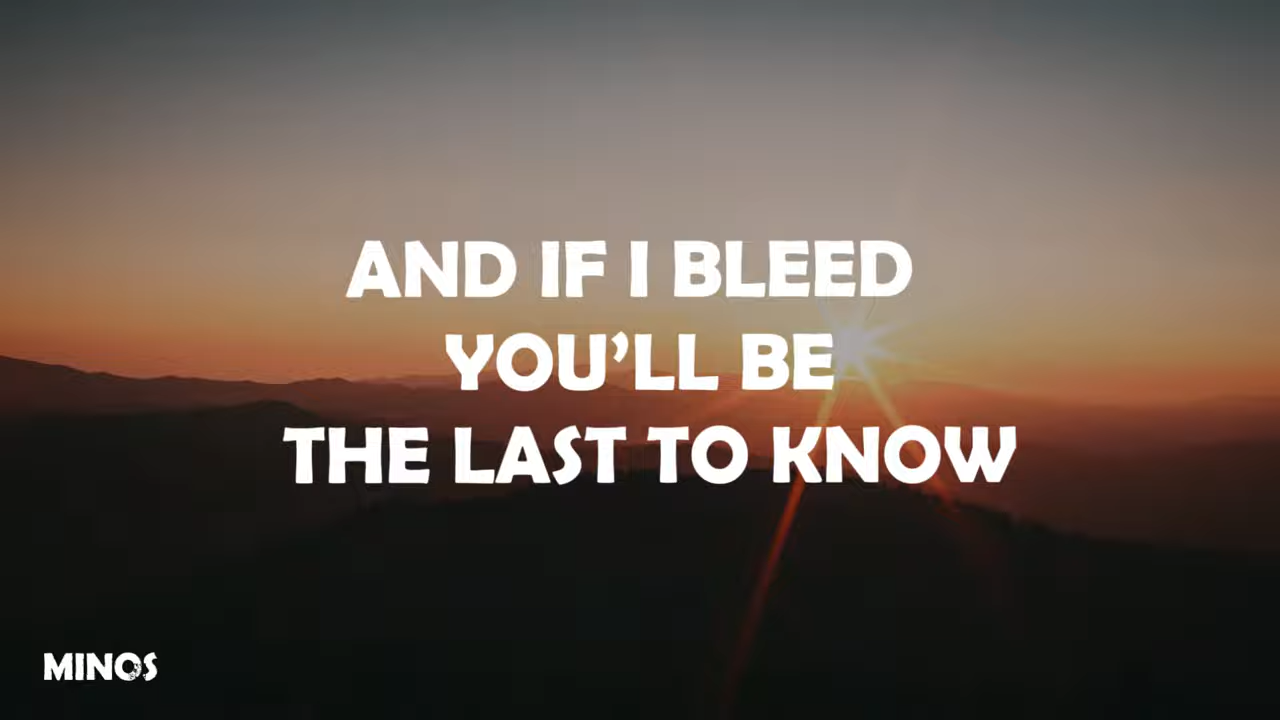 AND IF I BLEED
YOU’LL BE
THE LAST TO KNOW
MINOS